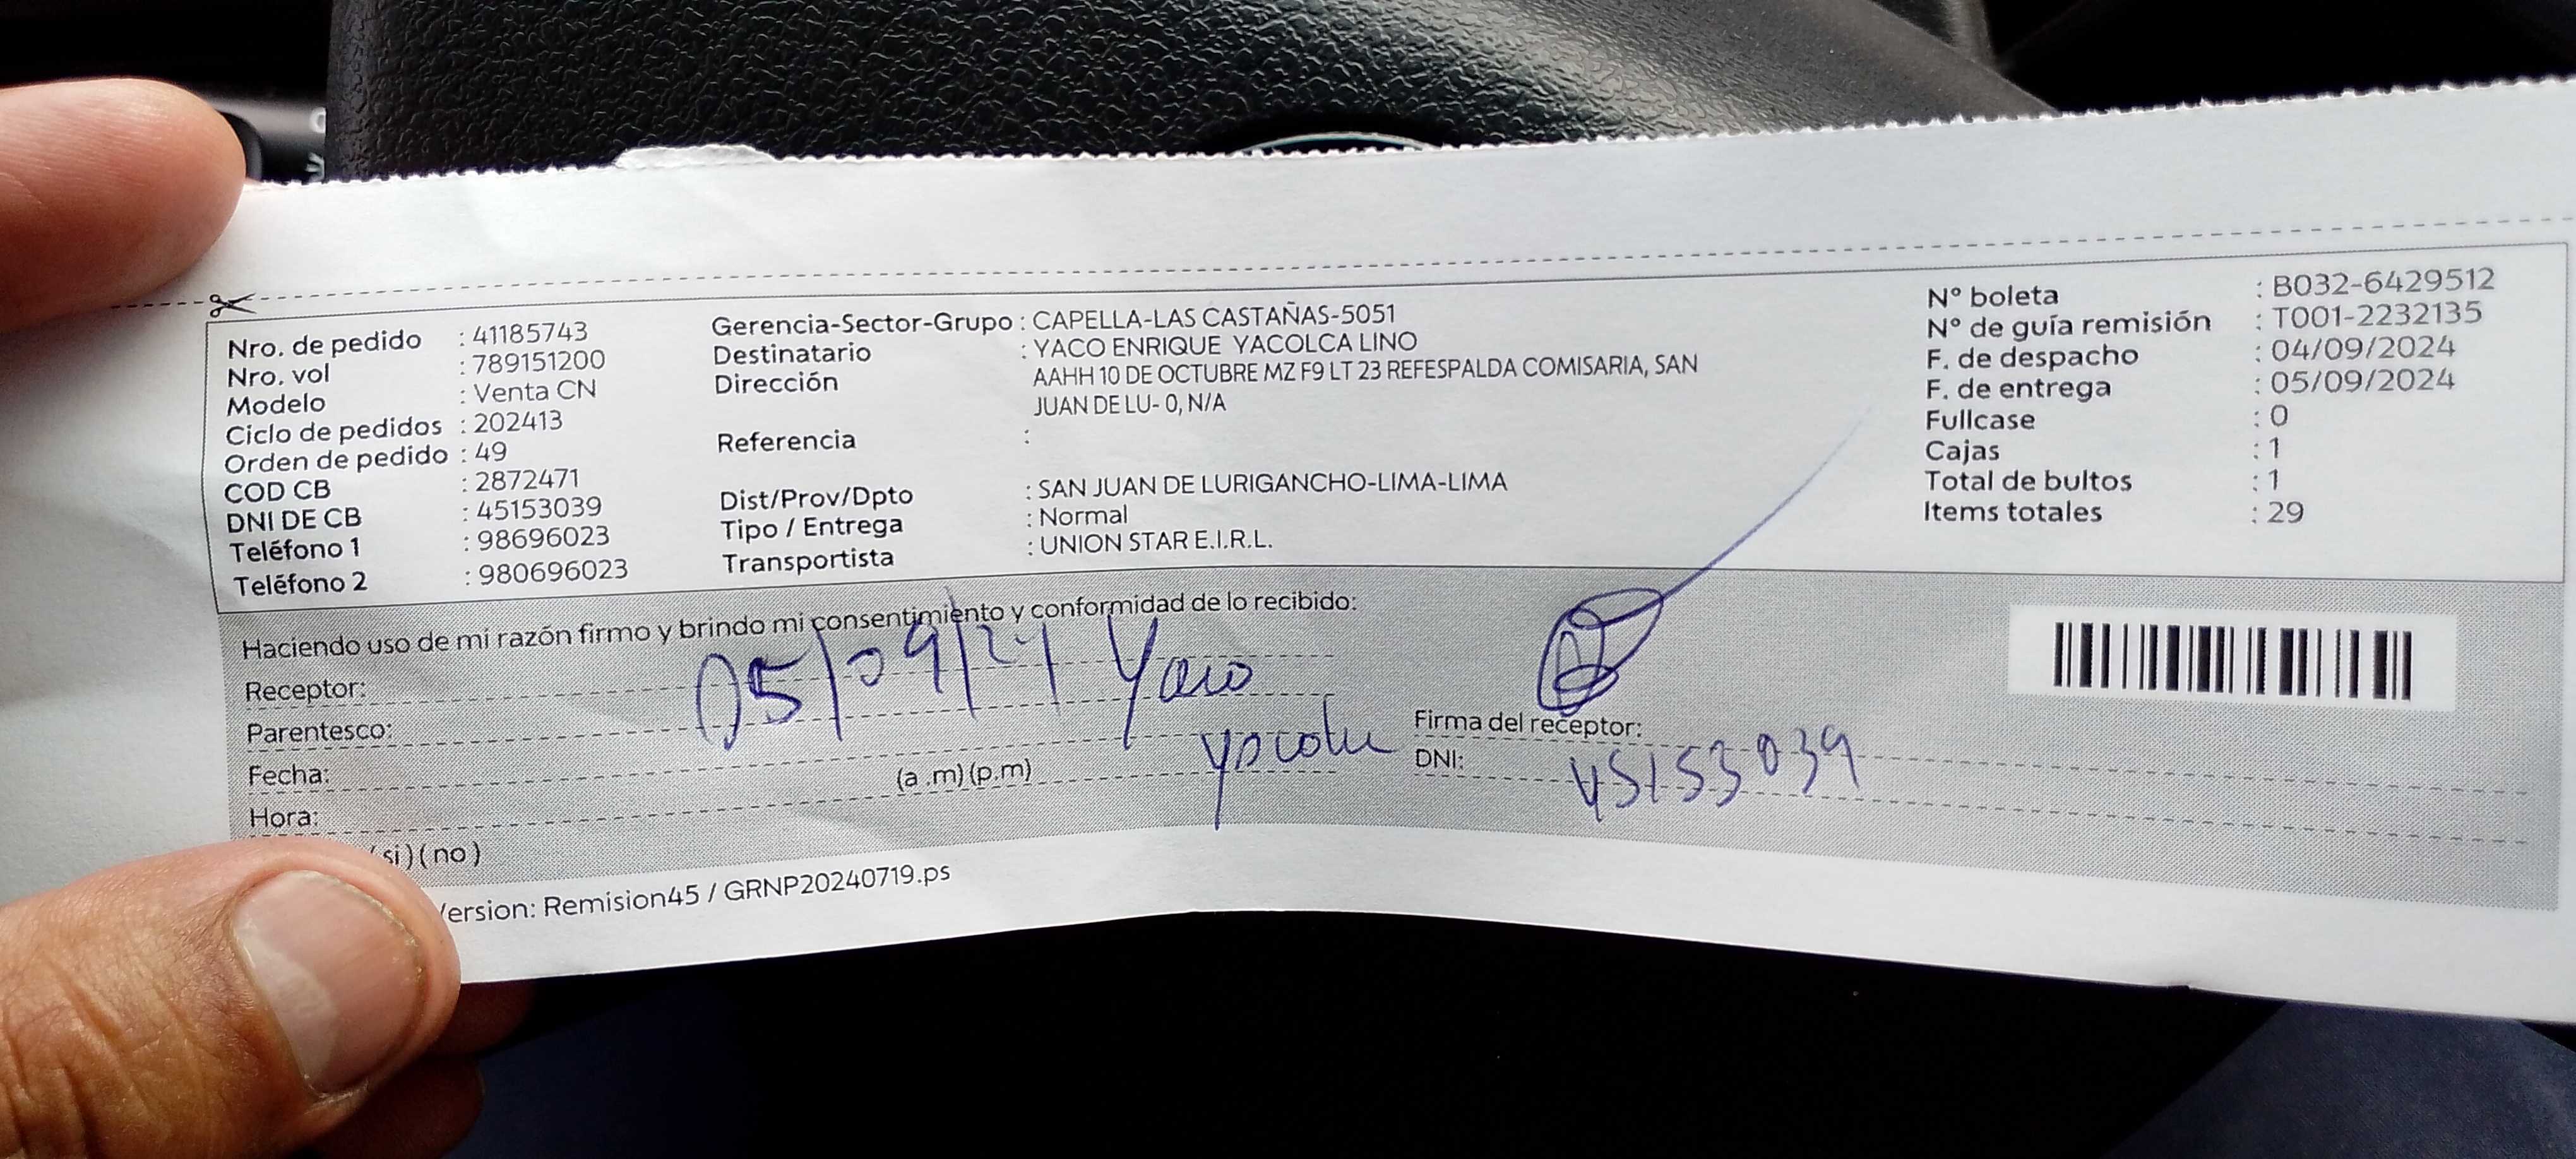 Nro. de pedido : 41185743
Nro. vol : 789151200
Modelo : Venta CN
Ciclo de pedidos : 202413
Orden de pedido : 49
COD CB : 2872471
DNI DE CB : 45153039
Teléfono 1 : 98696023
Teléfono 2 : 980696023
Gerencia-Sector-Grupo : CAPELLA-LAS CASTAÑAS-5051
Destinatario : YACO ENRIQUE YACOLCA LINO
Dirección AAHH 10 DE OCTUBRE MZ F9 LT 23 REFESPALDA COMISARIA, SAN
JUAN DE LU- 0, N/A
Referencia :
Dist/Prov/Dpto : SAN JUAN DE LURIGANCHO-LIMA-LIMA
Tipo / Entrega : Normal
Transportista : UNION STAR E.I.R.L.
N° boleta : B032-6429512
N° de guía remisión : T001-2232135
F. de despacho : 04/09/2024
F. de entrega : 05/09/2024
Fullcase : 0
Cajas : 1
Total de bultos : 1
Items totales : 29
Haciendo uso de mi razón firmo y brindo mi consentimiento y conformidad de lo recibido:
Receptor: 05/09/24 Yaco
Parentesco:
Fecha: (a .m) (p.m)
Hora:
(si) (no)
Firma del receptor:
DNI: 45153039
ersion: Remision45 / GRNP20240719.ps